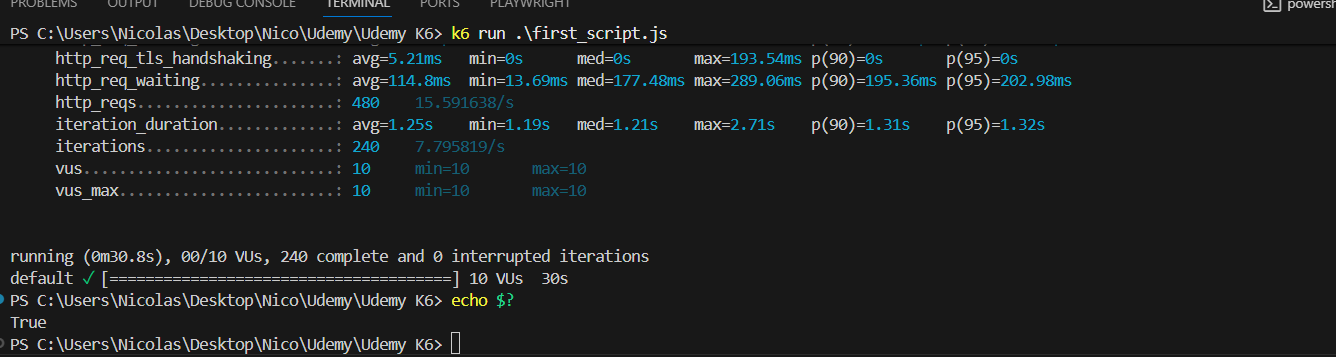 PROBLEMS OUTPUT DEBUG CONSOLE TERMINAL PORTS PLAYWRIGHT powersh
PS C:\Users\Nicolas\Desktop\Nico\Udemy\Udemy K6> k6 run .\first_script.js
http_req_tls_handshaking.......: avg=5.21ms min=0s med=0s max=193.54ms p(90)=0s p(95)=0s
http_req_waiting...............: avg=114.8ms min=13.69ms med=177.48ms max=289.06ms p(90)=195.36ms p(95)=202.98ms
http_reqs......................: 480 15.591638/s
iteration_duration.............: avg=1.25s min=1.19s med=1.21s max=2.71s p(90)=1.31s p(95)=1.32s
iterations.....................: 240 7.795819/s
vus............................: 10 min=10 max=10
vus_max........................: 10 min=10 max=10
running (0m30.8s), 00/10 VUs, 240 complete and 0 interrupted iterations
default ✓ [======================================] 10 VUs 30s
PS C:\Users\Nicolas\Desktop\Nico\Udemy\Udemy K6> echo $?
True
PS C:\Users\Nicolas\Desktop\Nico\Udemy\Udemy K6>